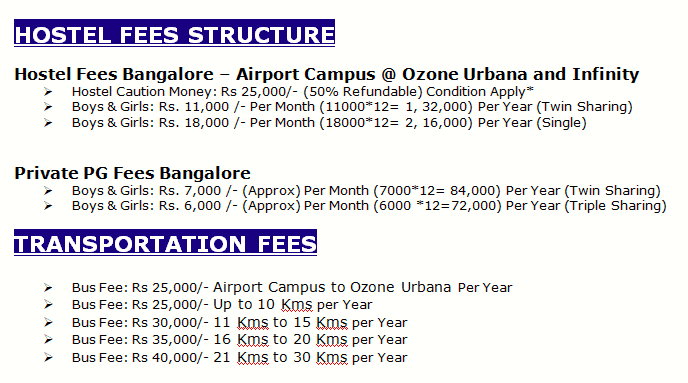 HOSTEL FEES STRUCTURE
Hostel Fees Bangalore – Airport Campus @ Ozone Urbana and Infinity
➢ Hostel Caution Money: Rs 25,000/- (50% Refundable) Condition Apply*
➢ Boys & Girls: Rs. 11,000 /- Per Month (11000*12= 1, 32,000) Per Year (Twin Sharing)
➢ Boys & Girls: Rs. 18,000 /- Per Month (18000*12= 2, 16,000) Per Year (Single)
Private PG Fees Bangalore
➢ Boys & Girls: Rs. 7,000 /- (Approx) Per Month (7000*12= 84,000) Per Year (Twin Sharing)
➢ Boys & Girls: Rs. 6,000 /- (Approx) Per Month (6000 *12=72,000) Per Year (Triple Sharing)
TRANSPORTATION FEES
➢ Bus Fee: Rs 25,000/- Airport Campus to Ozone Urbana Per Year
➢ Bus Fee: Rs 25,000/- Up to 10 Kms per Year
➢ Bus Fee: Rs 30,000/- 11 Kms to 15 Kms per Year
➢ Bus Fee: Rs 35,000/- 16 Kms to 20 Kms per Year
➢ Bus Fee: Rs 40,000/- 21 Kms to 30 Kms per Year